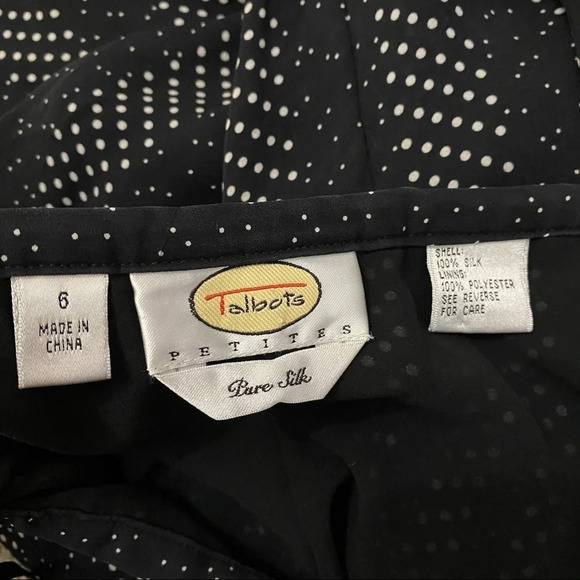 6
MADE IN
CHINA
Talbots
PETITES
Pure Silk
SHELL:
100% SILK
LINING:
100% POLYESTER
SEE REVERSE
FOR CARE